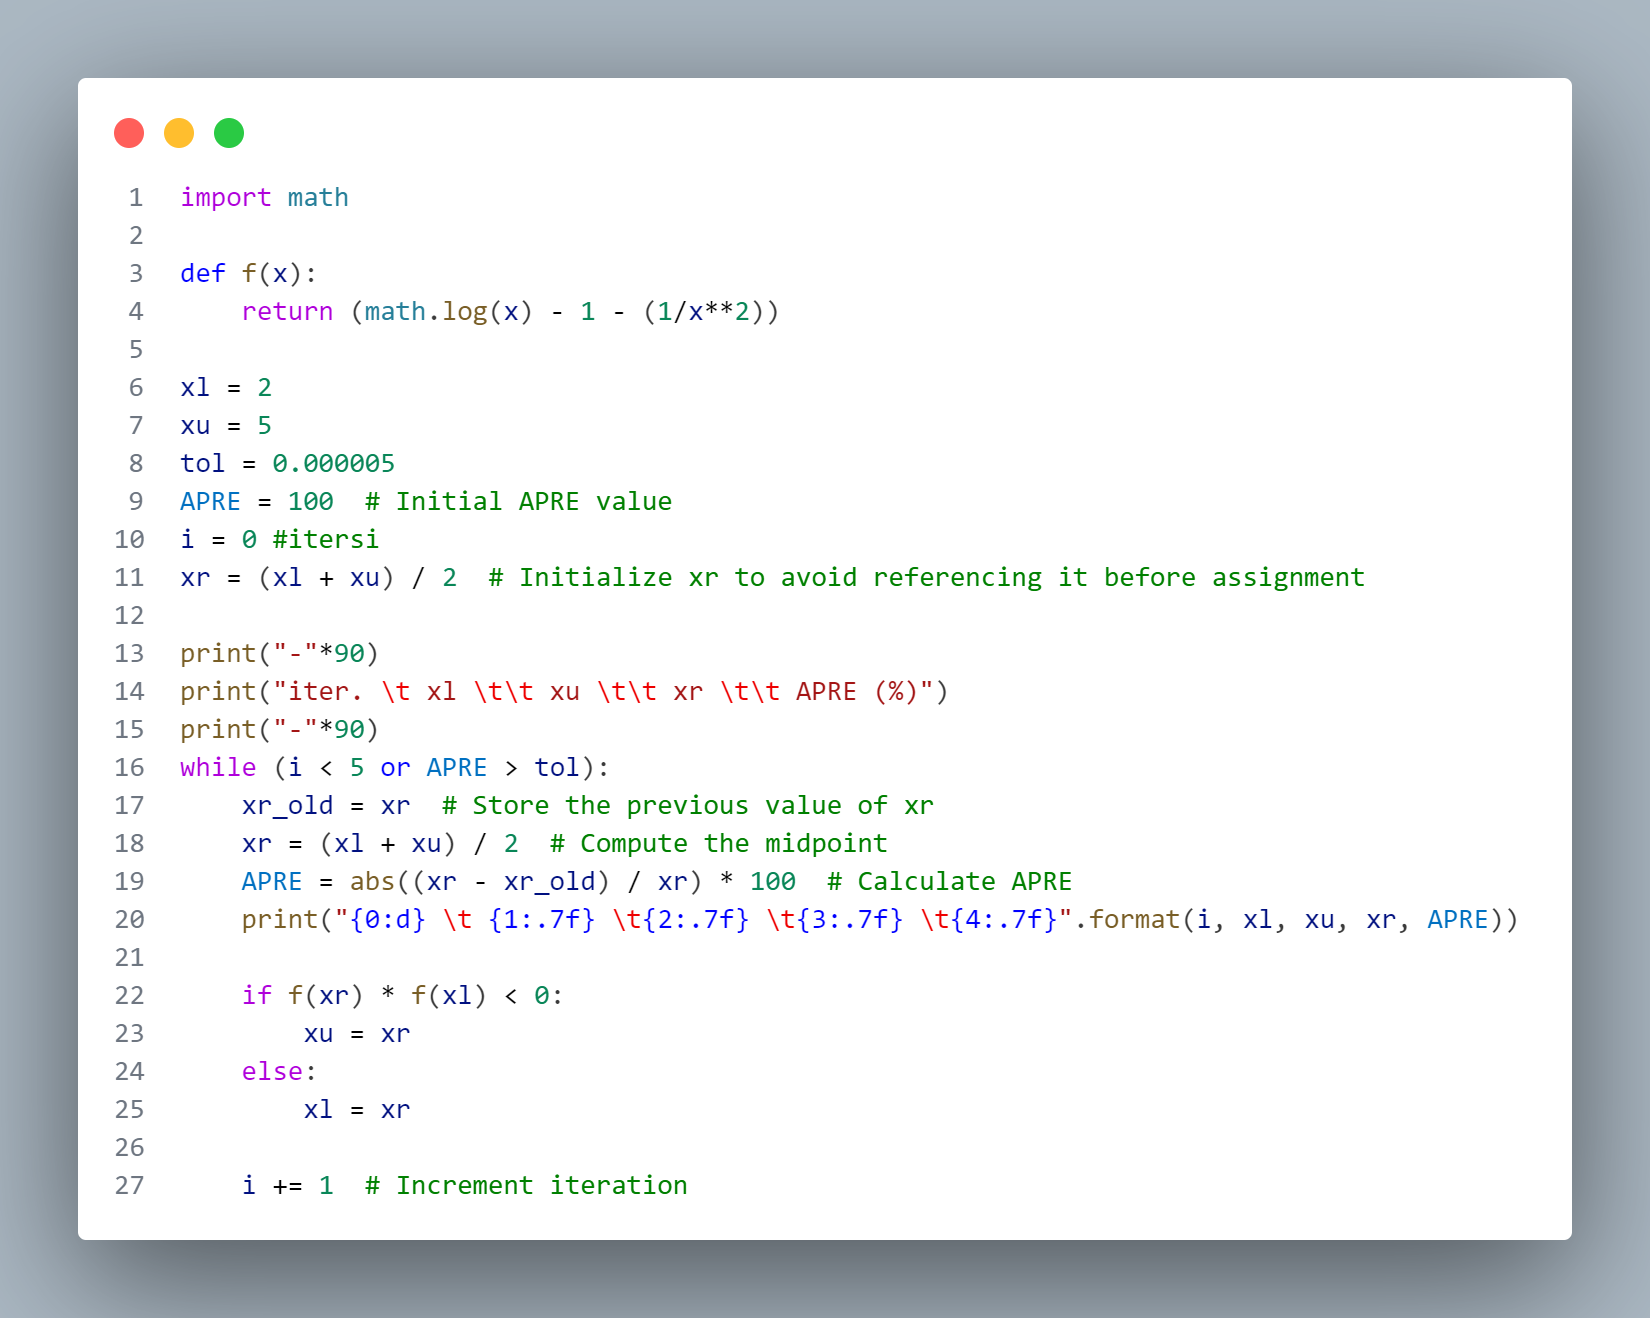 1 import math
2
3 def f(x):
4     return (math.log(x) - 1 - (1/x**2))
5
6 xl = 2
7 xu = 5
8 tol = 0.000005
9 APRE = 100  # Initial APRE value
10 i = 0 #itersi
11 xr = (xl + xu) / 2  # Initialize xr to avoid referencing it before assignment
12
13 print("-"*90)
14 print("iter. \t xl \t\t xu \t\t xr \t\t APRE (%)")
15 print("-"*90)
16 while (i < 5 or APRE > tol):
17     xr_old = xr  # Store the previous value of xr
18     xr = (xl + xu) / 2  # Compute the midpoint
19     APRE = abs((xr - xr_old) / xr) * 100  # Calculate APRE
20     print("{0:d} \t {1:.7f} \t{2:.7f} \t{3:.7f} \t{4:.7f}".format(i, xl, xu, xr, APRE))
21
22     if f(xr) * f(xl) < 0:
23         xu = xr
24     else:
25         xl = xr
26
27     i += 1  # Increment iteration